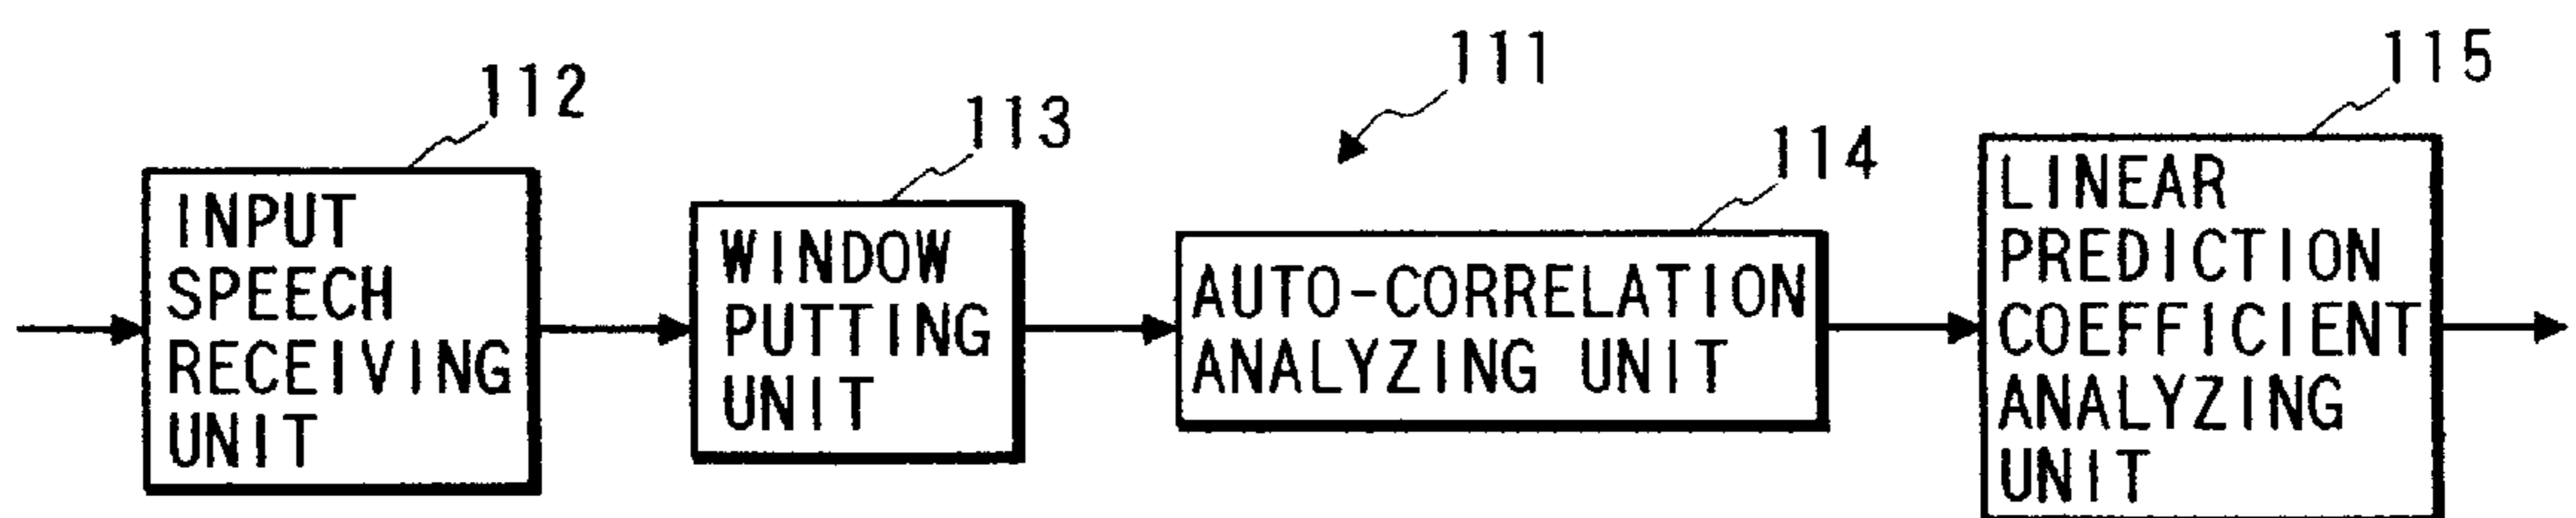 112
INPUT
SPEECH
RECEIVING
UNIT
113
WINDOW
PUTTING
UNIT
111
114
AUTO-CORRELATION
ANALYZING UNIT
115
LINEAR
PREDICTION
COEFFICIENT
ANALYZING
UNIT